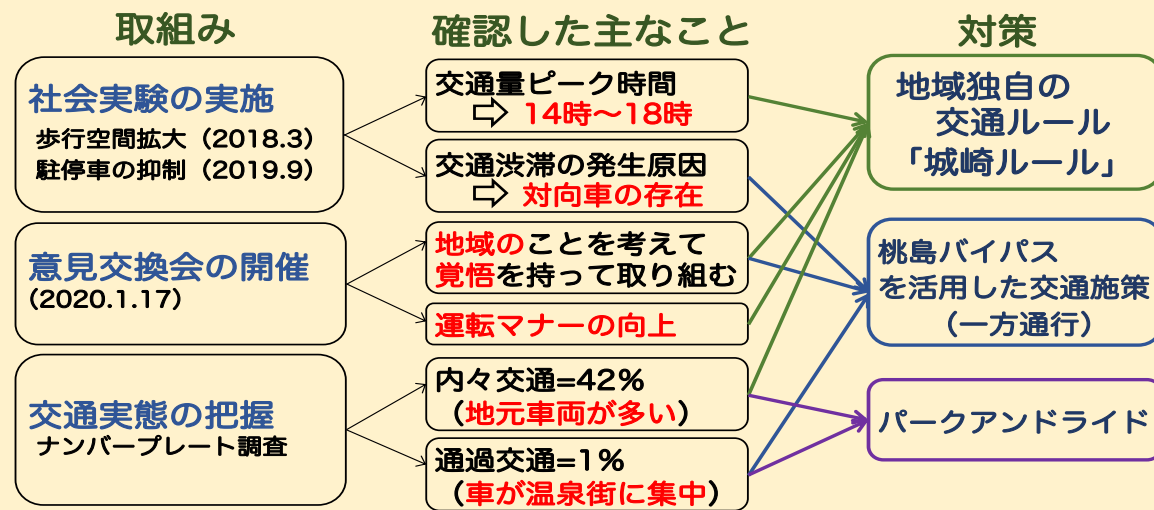 取組み
社会実験の実施
歩行空間拡大（2018.3）
駐停車の抑制（2019.9）
意見交換会の開催
（2020.1.17）
交通実態の把握
ナンバープレート調査
確認した主なこと
交通量ピーク時間
⇨ 14時～18時
交通渋滞の発生原因
⇨ 対向車の存在
地域のことを考えて
覚悟を持って取り組む
運転マナーの向上
内々交通=42%
（地元車両が多い）
通過交通=1%
（車が温泉街に集中）
対策
地域独自の
交通ルール
「城崎ルール」
桃島バイパス
を活用した交通施策
（一方通行）
パークアンドライド